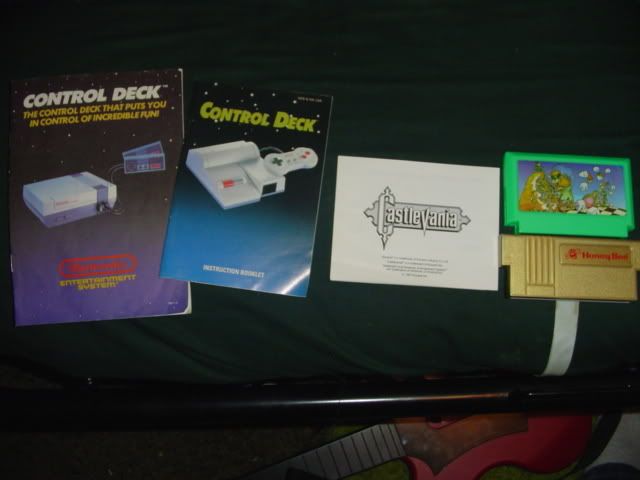 CONTROL DECK™
THE CONTROL DECK THAT PUTS YOU
IN CONTROL OF INCREDIBLE FUN!
Nintendo
ENTERTAINMENT
SYSTEM
CONTROL DECK
INSTRUCTION BOOKLET
Castlevania
Honey Bee